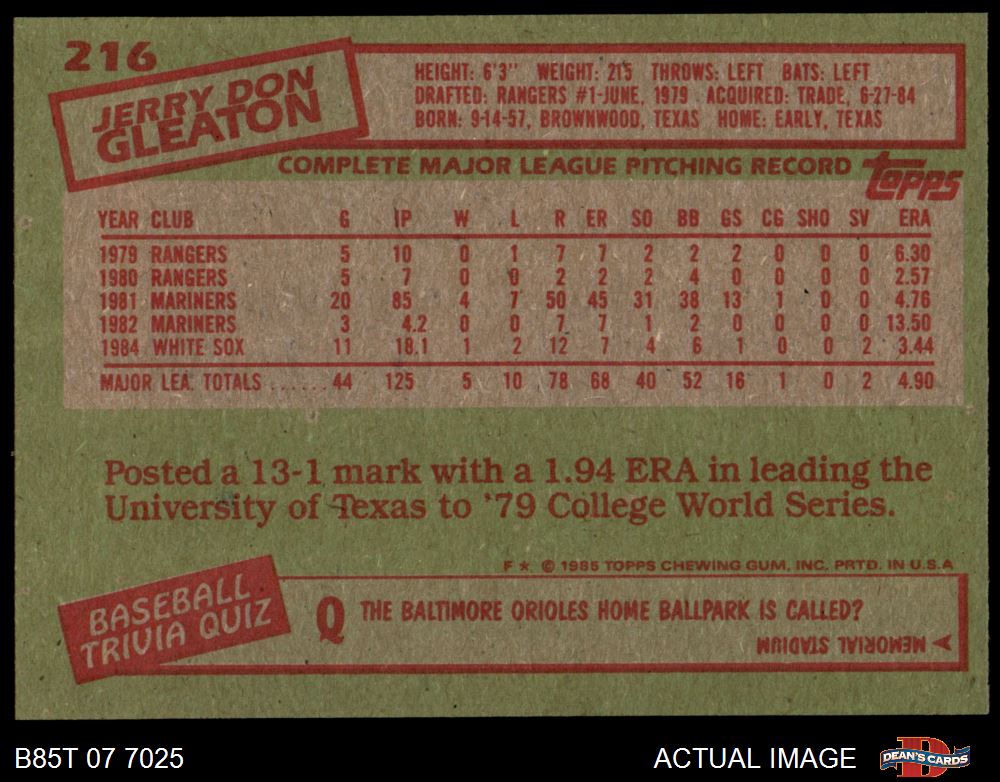 216
JERRY DON
GLEATON
HEIGHT: 6'3" WEIGHT: 215 THROWS: LEFT BATS: LEFT
DRAFTED: RANGERS #1-JUNE, 1979 ACQUIRED: TRADE, 6-27-84
BORN: 9-14-57, BROWNWOOD, TEXAS HOME: EARLY, TEXAS
COMPLETE MAJOR LEAGUE PITCHING RECORD
topps
YEAR CLUB G IP W L R ER SO BB GS CG SHO SV ERA
1979 RANGERS 5 10 0 1 7 7 2 2 2 0 0 0 6.30
1980 RANGERS 5 7 0 0 2 2 2 4 0 0 0 0 2.57
1981 MARINERS 20 85 4 7 50 45 31 38 13 1 0 0 4.76
1982 MARINERS 3 4.2 0 0 7 7 1 2 0 0 0 0 13.50
1984 WHITE SOX 11 18.1 1 2 12 7 4 6 1 0 0 2 3.44
MAJOR LEA. TOTALS ...... 44 125 5 10 78 68 40 52 16 1 0 2 4.90
Posted a 13-1 mark with a 1.94 ERA in leading the
University of Texas to '79 College World Series.
F★ © 1985 TOPPS CHEWING GUM, INC. PRTD. IN U.S.A
BASEBALL
TRIVIA QUIZ
Q THE BALTIMORE ORIOLES HOME BALLPARK IS CALLED?
MEMORIAL STADIUM
B85T 07 7025
ACTUAL IMAGE
D
DEAN'S CARDS